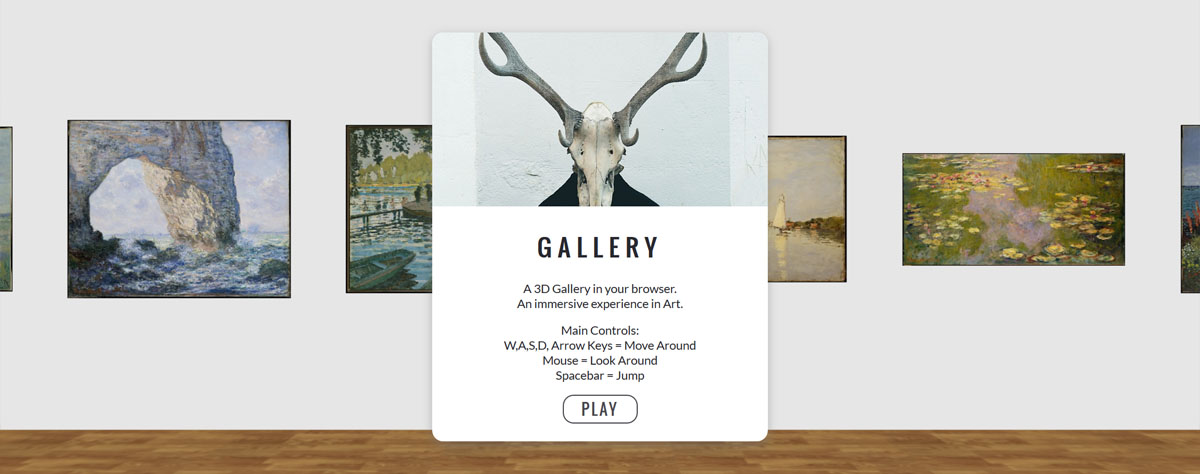 GALLERY
A 3D Gallery in your browser.
An immersive experience in Art.
Main Controls:
W,A,S,D, Arrow Keys = Move Around
Mouse = Look Around
Spacebar = Jump
PLAY